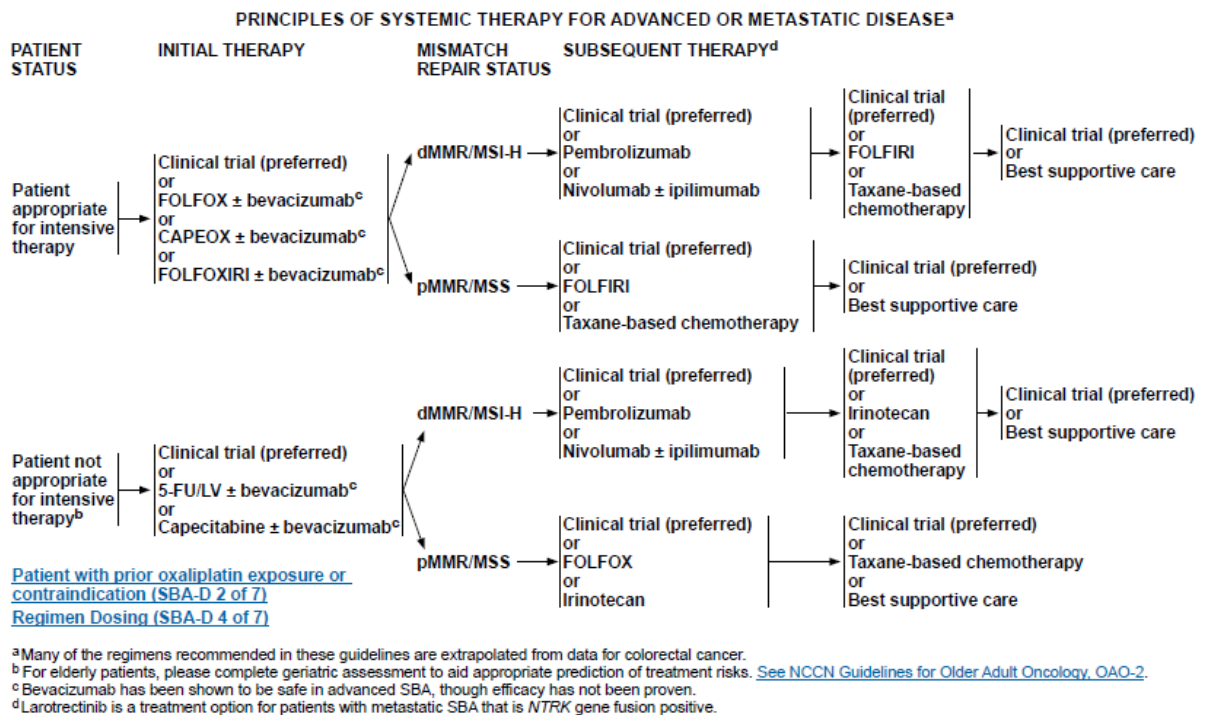 PRINCIPLES OF SYSTEMIC THERAPY FOR ADVANCED OR METASTATIC DISEASEa
PATIENT
STATUS
INITIAL THERAPY
MISMATCH
REPAIR STATUS
SUBSEQUENT THERAPYd
Patient
appropriate
for intensive
therapy
Clinical trial (preferred)
or
FOLFOX ± bevacizumabc
or
CAPEOX ± bevacizumabc
or
FOLFOXIRI ± bevacizumabc
dMMR/MSI-H
Clinical trial (preferred)
or
Pembrolizumab
or
Nivolumab ± ipilimumab
Clinical trial
(preferred)
or
FOLFIRI
or
Taxane-based
chemotherapy
Clinical trial (preferred)
or
Best supportive care
pMMR/MSS
Clinical trial (preferred)
or
FOLFIRI
or
Taxane-based chemotherapy
Clinical trial (preferred)
or
Best supportive care
Patient not
appropriate
for intensive
therapyb
Clinical trial (preferred)
or
5-FU/LV ± bevacizumabc
or
Capecitabine ± bevacizumabc
dMMR/MSI-H
Clinical trial (preferred)
or
Pembrolizumab
or
Nivolumab ± ipilimumab
Clinical trial
(preferred)
or
Irinotecan
or
Taxane-based
chemotherapy
Clinical trial (preferred)
or
Best supportive care
pMMR/MSS
Clinical trial (preferred)
or
FOLFOX
or
Irinotecan
Clinical trial (preferred)
or
Taxane-based chemotherapy
or
Best supportive care
Patient with prior oxaliplatin exposure or
contraindication (SBA-D 2 of 7)
Regimen Dosing (SBA-D 4 of 7)
a Many of the regimens recommended in these guidelines are extrapolated from data for colorectal cancer.
b For elderly patients, please complete geriatric assessment to aid appropriate prediction of treatment risks. See NCCN Guidelines for Older Adult Oncology, OAO-2.
c Bevacizumab has been shown to be safe in advanced SBA, though efficacy has not been proven.
d Larotrectinib is a treatment option for patients with metastatic SBA that is NTRK gene fusion positive.